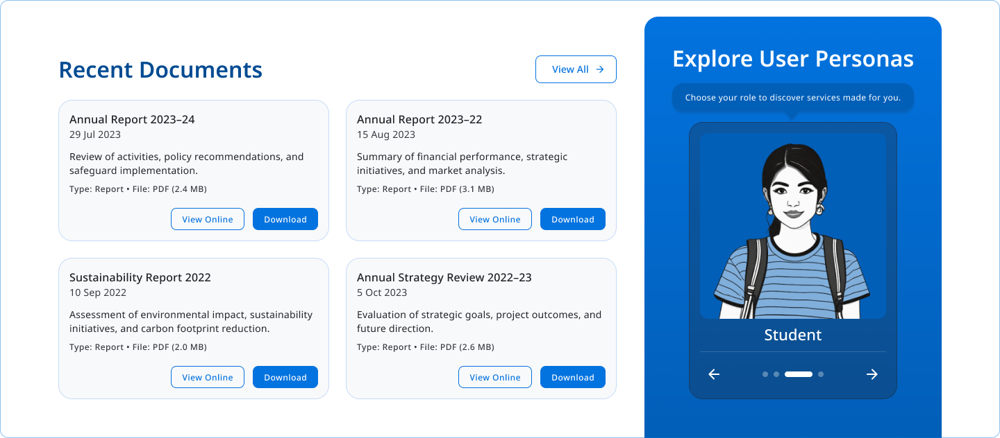 Recent Documents
View All
Annual Report 2023–24
29 Jul 2023
Review of activities, policy recommendations, and
safeguard implementation.
Type: Report • File: PDF (2.4 MB)
View Online
Download
Annual Report 2023–22
15 Aug 2023
Summary of financial performance, strategic
initiatives, and market analysis.
Type: Report • File: PDF (3.1 MB)
View Online
Download
Sustainability Report 2022
10 Sep 2022
Assessment of environmental impact, sustainability
initiatives, and carbon footprint reduction.
Type: Report • File: PDF (2.0 MB)
View Online
Download
Annual Strategy Review 2022–23
5 Oct 2023
Evaluation of strategic goals, project outcomes, and
future direction.
Type: Report • File: PDF (2.6 MB)
View Online
Download
Explore User Personas
Choose your role to discover services made for you.
Student